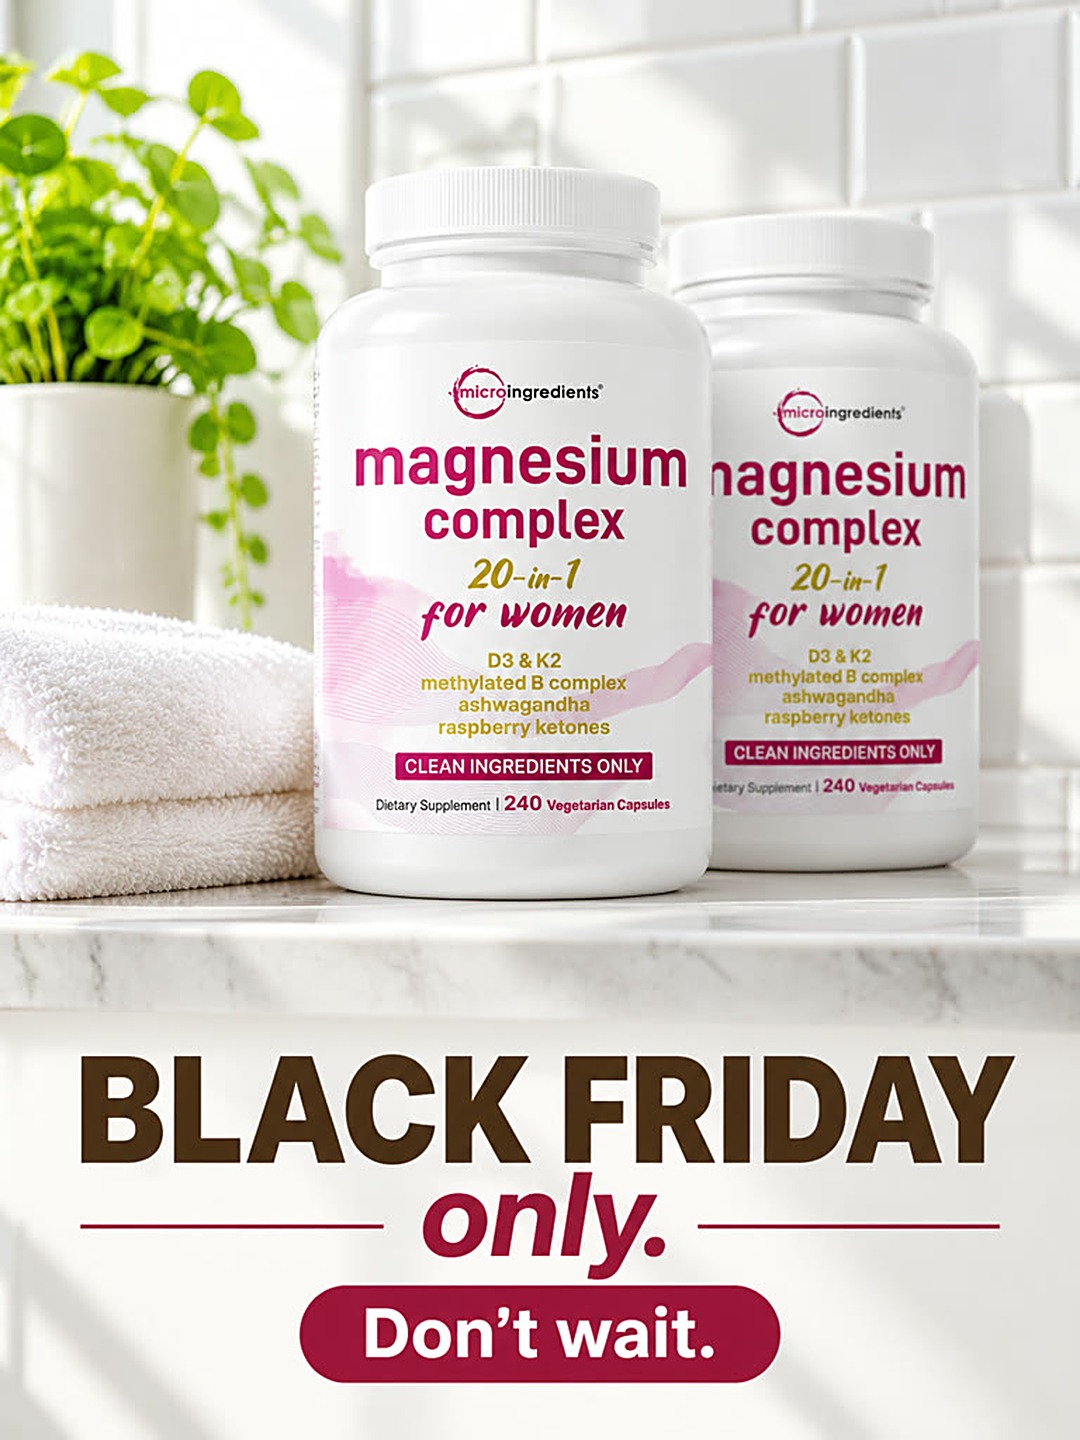 microingredients®
magnesium
complex
20-in-1
for women
D3 & K2
methylated B complex
ashwagandha
raspberry ketones
CLEAN INGREDIENTS ONLY
Dietary Supplement | 240 Vegetarian Capsules
microingredients®
magnesium
complex
20-in-1
for women
D3 & K2
methylated B complex
ashwagandha
raspberry ketones
CLEAN INGREDIENTS ONLY
Dietary Supplement | 240 Vegetarian Capsules
BLACK FRIDAY
only.
Don't wait.